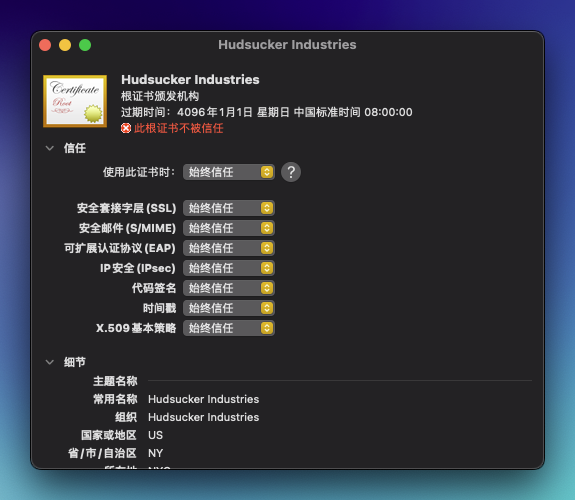 Hudsucker Industries
Certificate
Root
Hudsucker Industries
根证书颁发机构
过期时间：4096年1月1日 星期日 中国标准时间 08:00:00
此根证书不被信任
信任
使用此证书时： 始终信任 ?
安全套接字层 (SSL) 始终信任
安全邮件 (S/MIME) 始终信任
可扩展认证协议 (EAP) 始终信任
IP 安全 (IPsec) 始终信任
代码签名 始终信任
时间戳 始终信任
X.509 基本策略 始终信任
细节
主题名称
常用名称 Hudsucker Industries
组织 Hudsucker Industries
国家或地区 US
省/市/自治区 NY
所在地 NYC